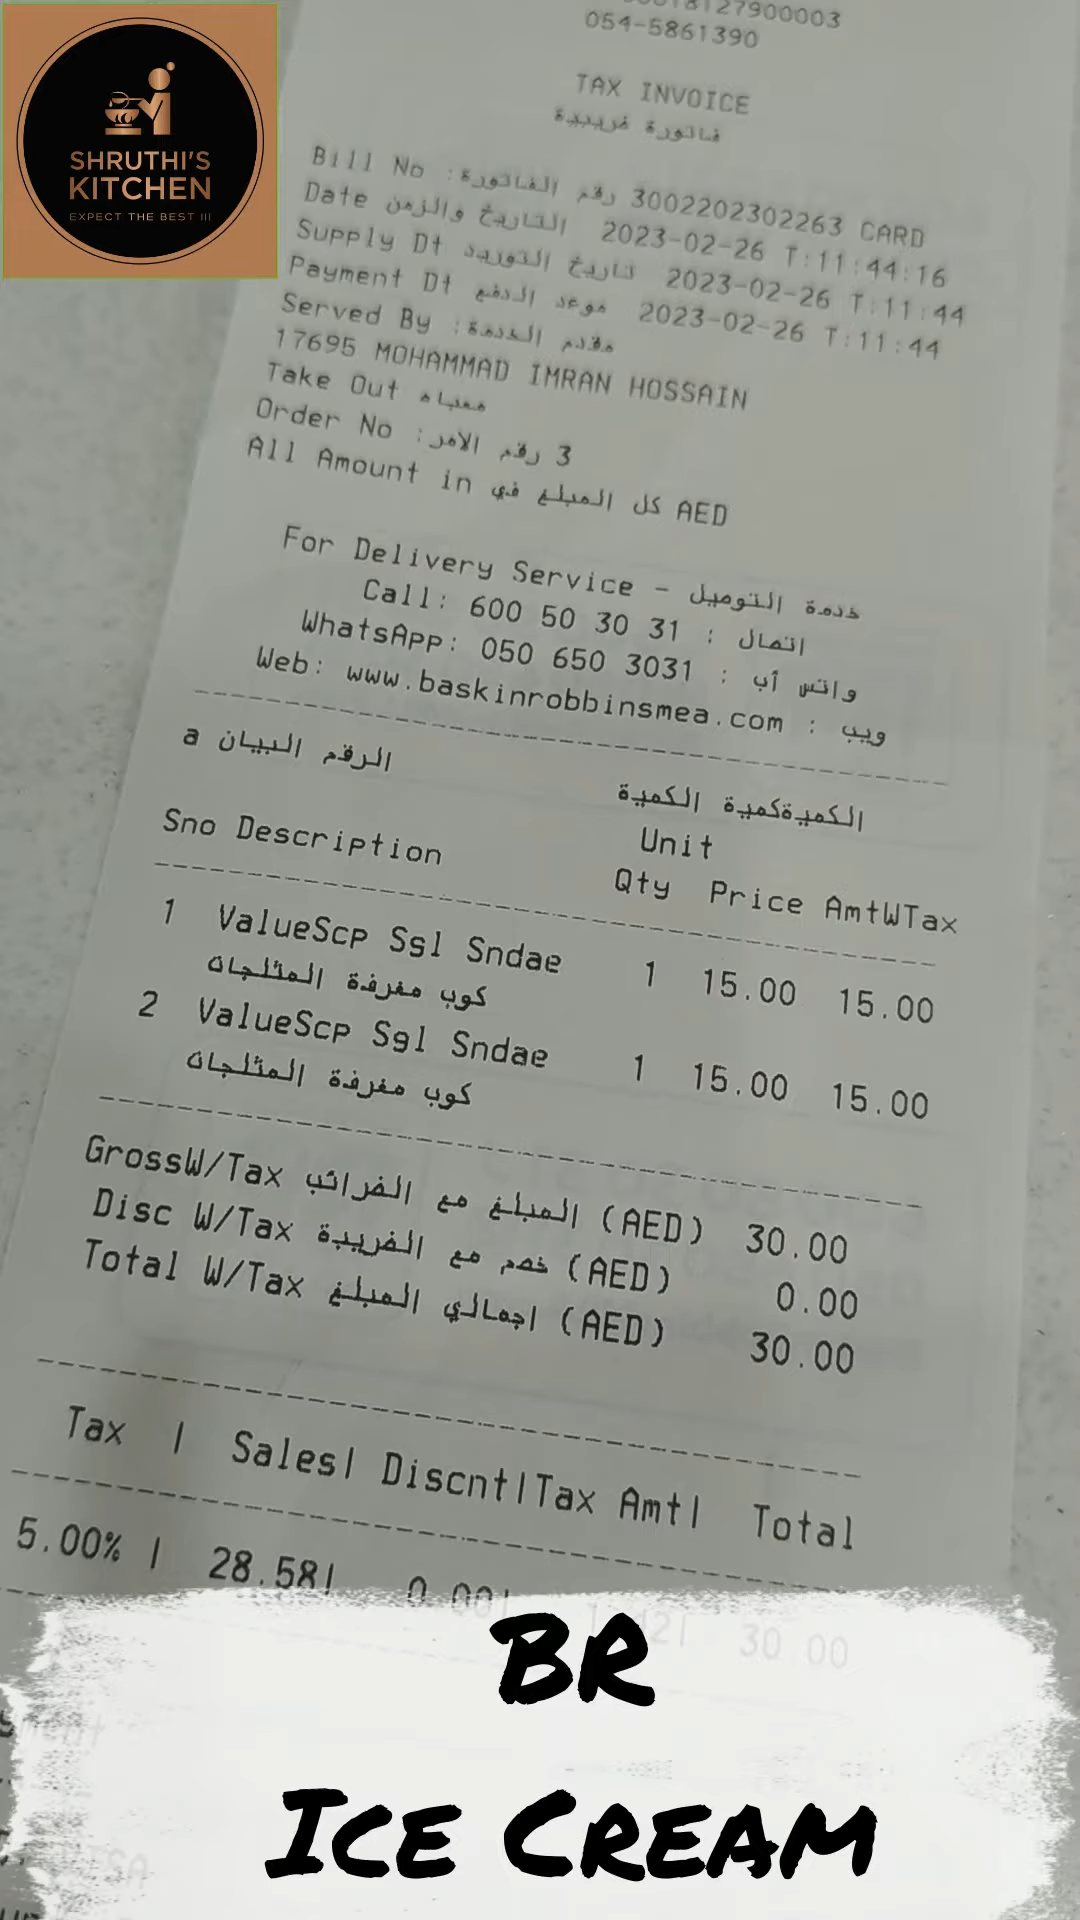 SHRUTHI'S
KITCHEN
EXPECT THE BEST !!!
18127900003
054-5861390
TAX INVOICE
فاتورة ضريبية
Bill No رقم الفاتورة: 3002202302263 CARD
Date التاريخ والزمن 2023-02-26 T:11:44:16
Supply Dt تاريخ التوريد 2023-02-26 T:11:44
Payment Dt موعد الدفع 2023-02-26 T:11:44
Served By مقدم الخدمة:
17695 MOHAMMAD IMRAN HOSSAIN
Take Out معباه
Order No رقم الامر: 3
All Amount in كل المبلغ في AED
For Delivery Service - خدمة التوصيل
Call: 600 50 30 31 : اتصال
WhatsApp: 050 650 3031 : واتس أب
Web: www.baskinrobbinsmea.com : ويب
a الرقم البيان
الكميةكمية الكمية
Unit
Sno Description Qty Price AmtWTax
1 ValueScp Sgl Sndae 1 15.00 15.00
كوب مغرفة المثلجات
2 ValueScp Sgl Sndae 1 15.00 15.00
كوب مغرفة المثلجات
GrossW/Tax المبلغ مع الضرائب (AED) 30.00
Disc W/Tax خصم مع الضريبة (AED) 0.00
Total W/Tax اجمالي المبلغ (AED) 30.00
Tax | Sales| Discnt|Tax Amt| Total
5.00% | 28.58| 0.00| 1.42| 30.00
BR
ICE CREAM